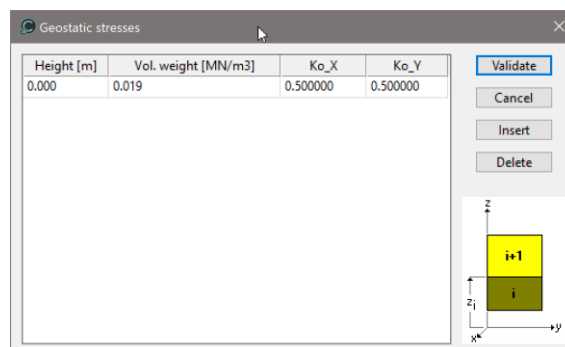 Geostatic stresses
Height [m] Vol. weight [MN/m3] Ko_X Ko_Y
0.000 0.019 0.500000 0.500000
Validate
Cancel
Insert
Delete
z
i+1
i
zi
y
x